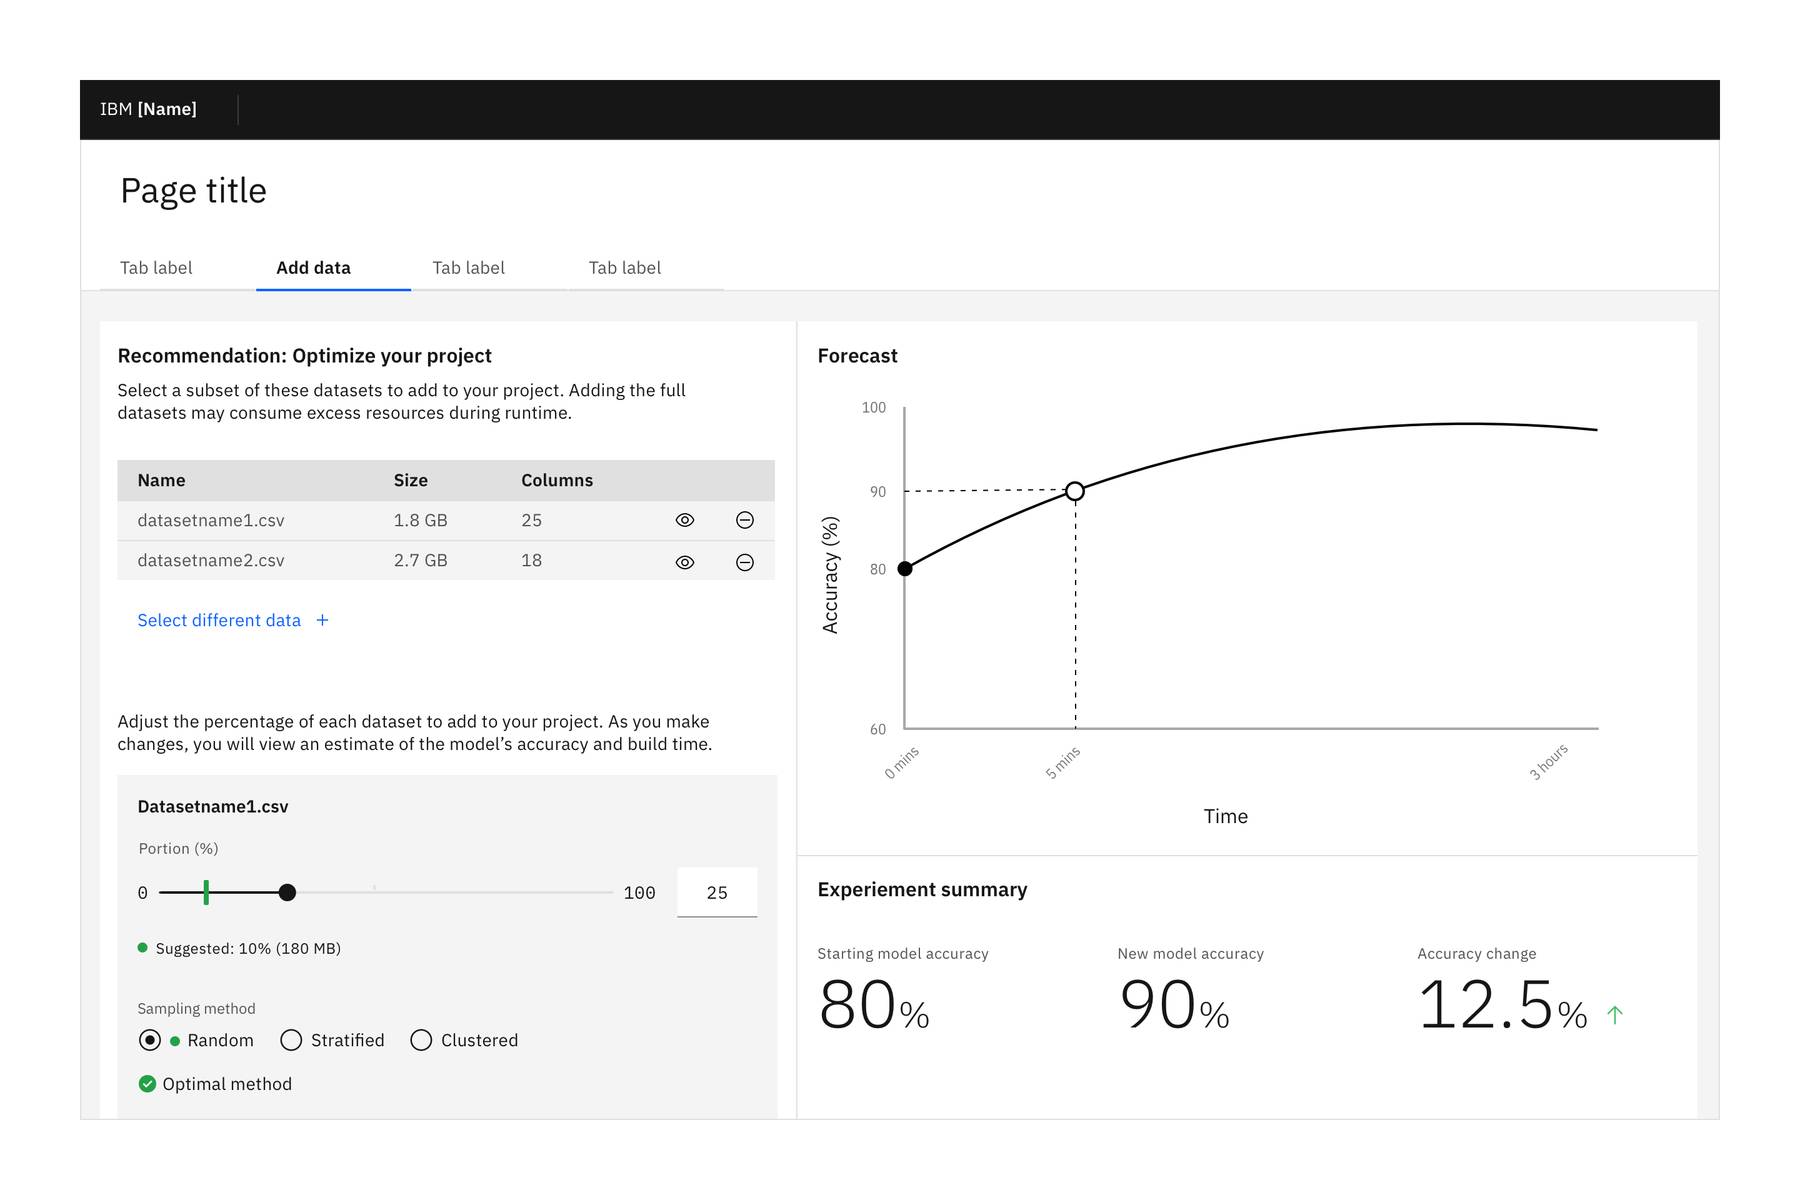 IBM [Name]
Page title
Tab label
Add data
Tab label
Tab label
Recommendation: Optimize your project
Select a subset of these datasets to add to your project. Adding the full
datasets may consume excess resources during runtime.
Name Size Columns
datasetname1.csv 1.8 GB 25
datasetname2.csv 2.7 GB 18
Select different data +
Adjust the percentage of each dataset to add to your project. As you make
changes, you will view an estimate of the model’s accuracy and build time.
Datasetname1.csv
Portion (%)
0 100 25
Suggested: 10% (180 MB)
Sampling method
Random Stratified Clustered
Optimal method
Forecast
100
90
80
60
Accuracy (%)
0 mins
5 mins
3 hours
Time
Experiement summary
Starting model accuracy
80%
New model accuracy
90%
Accuracy change
12.5%